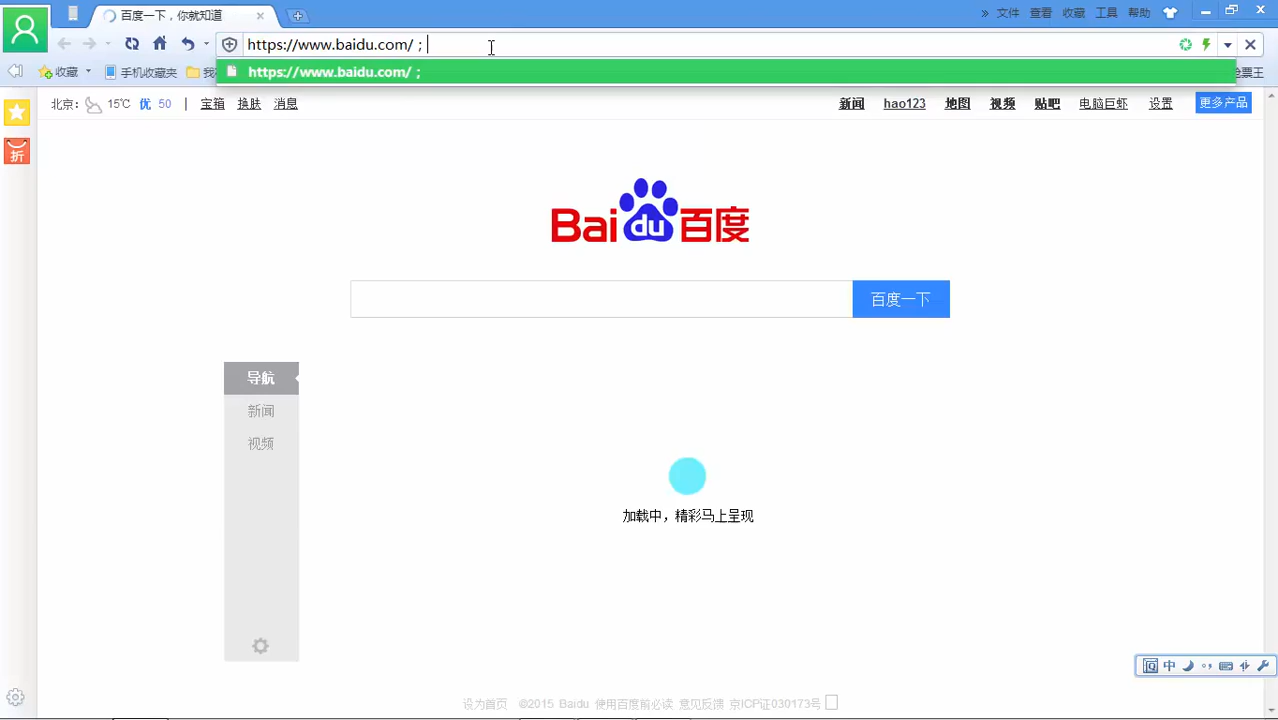 百度一下，你就知道
» 文件 查看 收藏 工具 帮助
https://www.baidu.com/ ;
https://www.baidu.com/ ;
收藏 手机收藏夹
北京: 15℃ 优 50 | 宝箱 换肤 消息
新闻 hao123 地图 视频 贴吧 电脑巨虾 设置 更多产品
折
Baidu百度
百度一下
导航
新闻
视频
加载中，精彩马上呈现
中
设为首页 ©2015 Baidu 使用百度前必读 意见反馈 京ICP证030173号